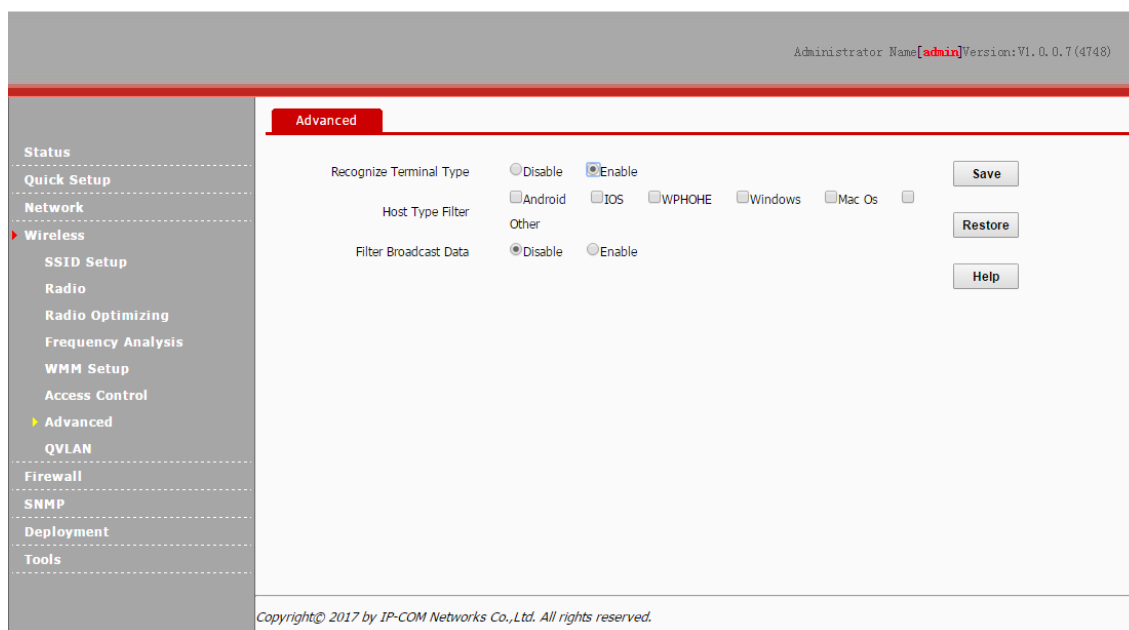 Administrator Name[admin]Version:V1.0.0.7(4748)
Advanced
Status
Quick Setup
Network
Wireless
SSID Setup
Radio
Radio Optimizing
Frequency Analysis
WMM Setup
Access Control
Advanced
QVLAN
Firewall
SNMP
Deployment
Tools
Recognize Terminal Type Disable Enable
Host Type Filter Android IOS WPHOHE Windows Mac Os Other
Filter Broadcast Data Disable Enable
Save
Restore
Help
Copyright© 2017 by IP-COM Networks Co.,Ltd. All rights reserved.